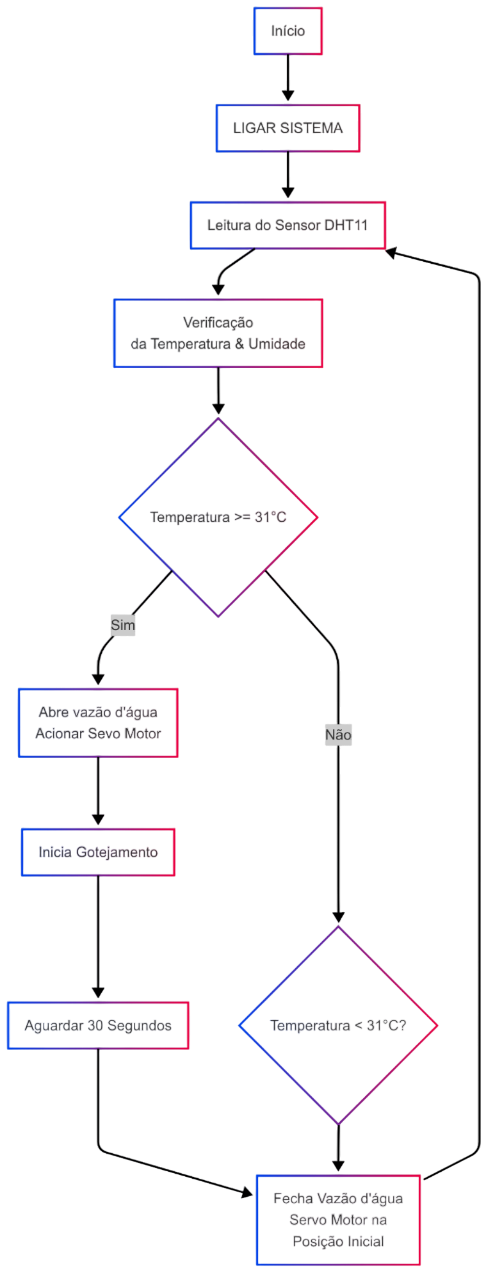 Início
LIGAR SISTEMA
Leitura do Sensor DHT11
Verificação
da Temperatura & Umidade
Temperatura >= 31°C
Sim
Abre vazão d'água
Acionar Sevo Motor
Não
Inicia Gotejamento
Aguardar 30 Segundos
Temperatura < 31°C?
Fecha Vazão d'água
Servo Motor na
Posição Inicial